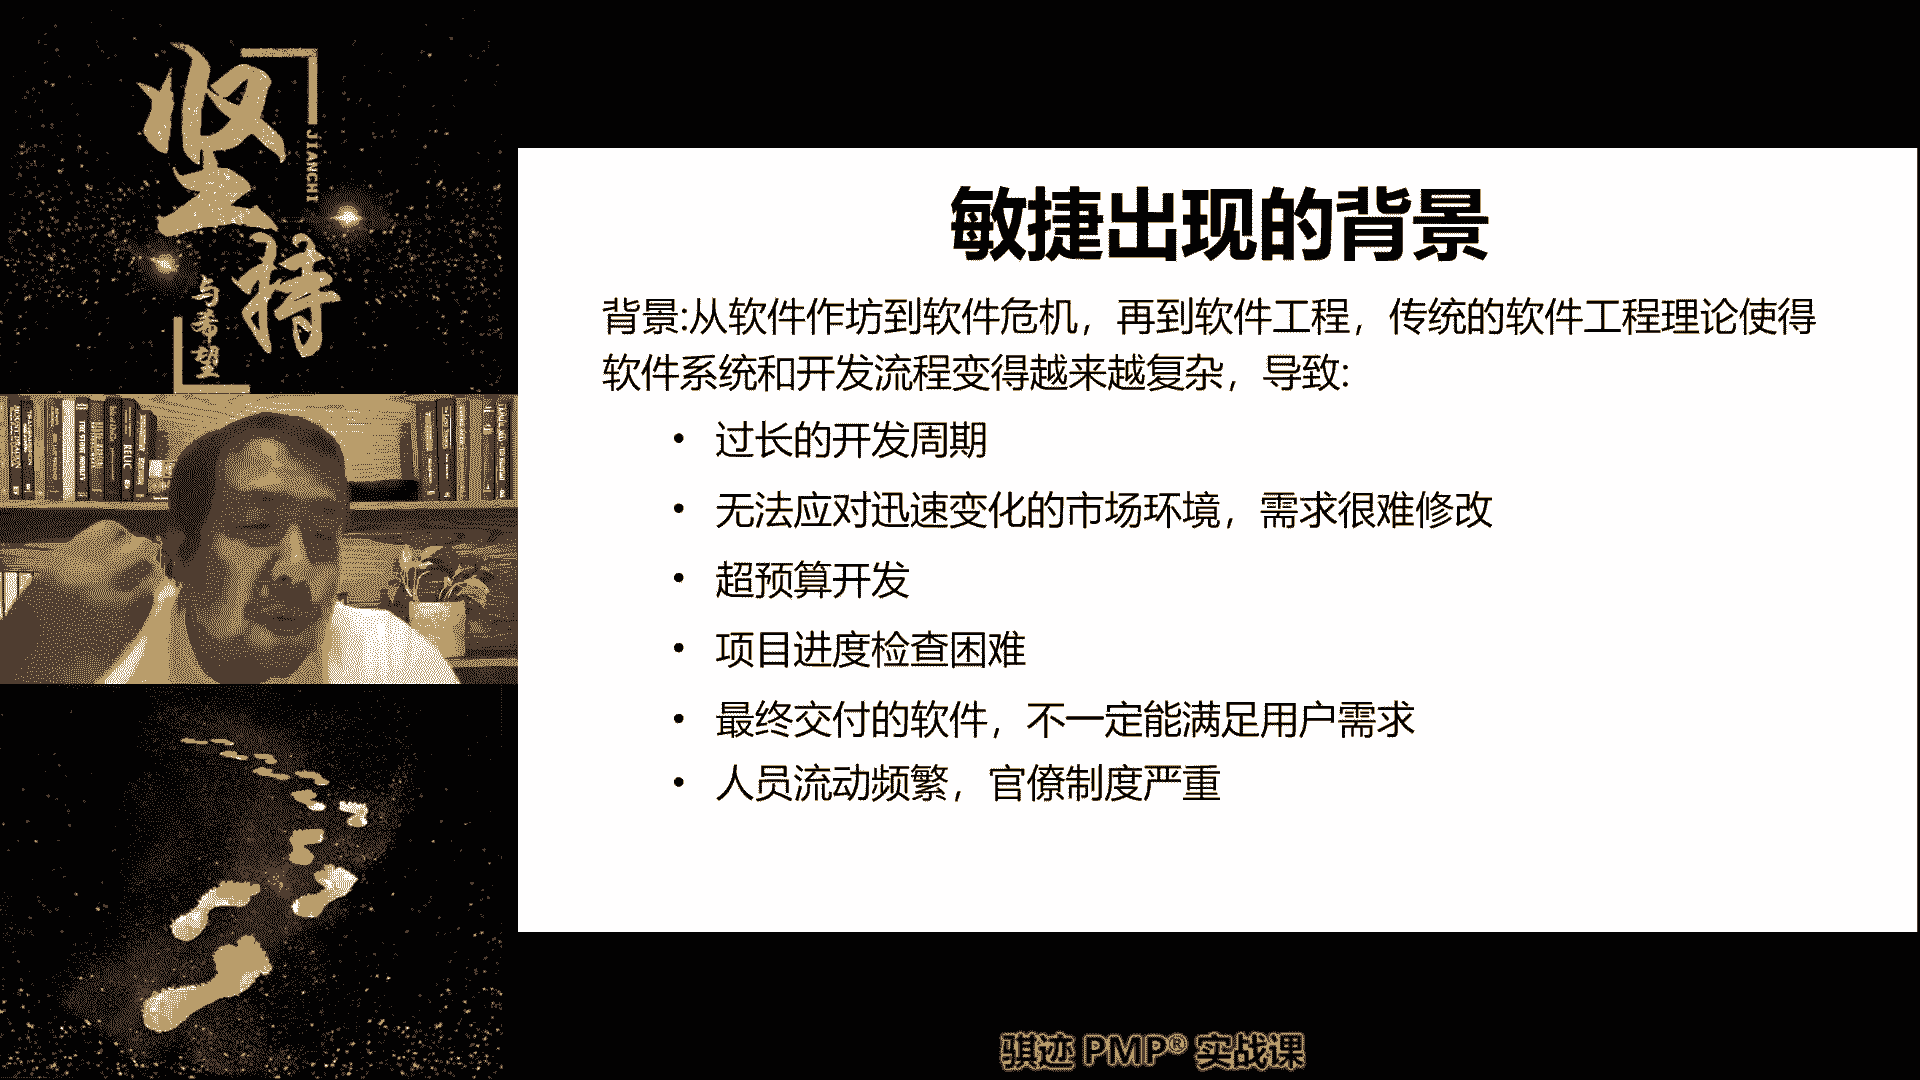 坚持
JIANCHI
与希望
敏捷出现的背景
背景:从软件作坊到软件危机，再到软件工程，传统的软件工程理论使得
软件系统和开发流程变得越来越复杂，导致:
• 过长的开发周期
• 无法应对迅速变化的市场环境，需求很难修改
• 超预算开发
• 项目进度检查困难
• 最终交付的软件，不一定能满足用户需求
• 人员流动频繁，官僚制度严重
骐迹 PMP® 实战课